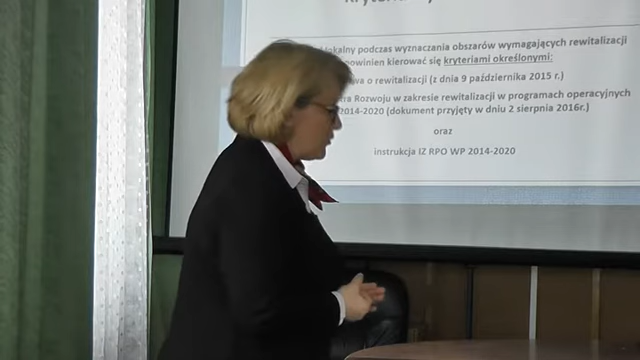 lokalny podczas wyznaczania obszarów wymagających rewitalizacji
powinien kierować się kryteriami określonymi:
o rewitalizacji (z dnia 9 października 2015 r.)
Rozwoju w zakresie rewitalizacji w programach operacyjnych
2014-2020 (dokument przyjęty w dniu 2 sierpnia 2016r.)
oraz
instrukcja IZ RPO WP 2014-2020